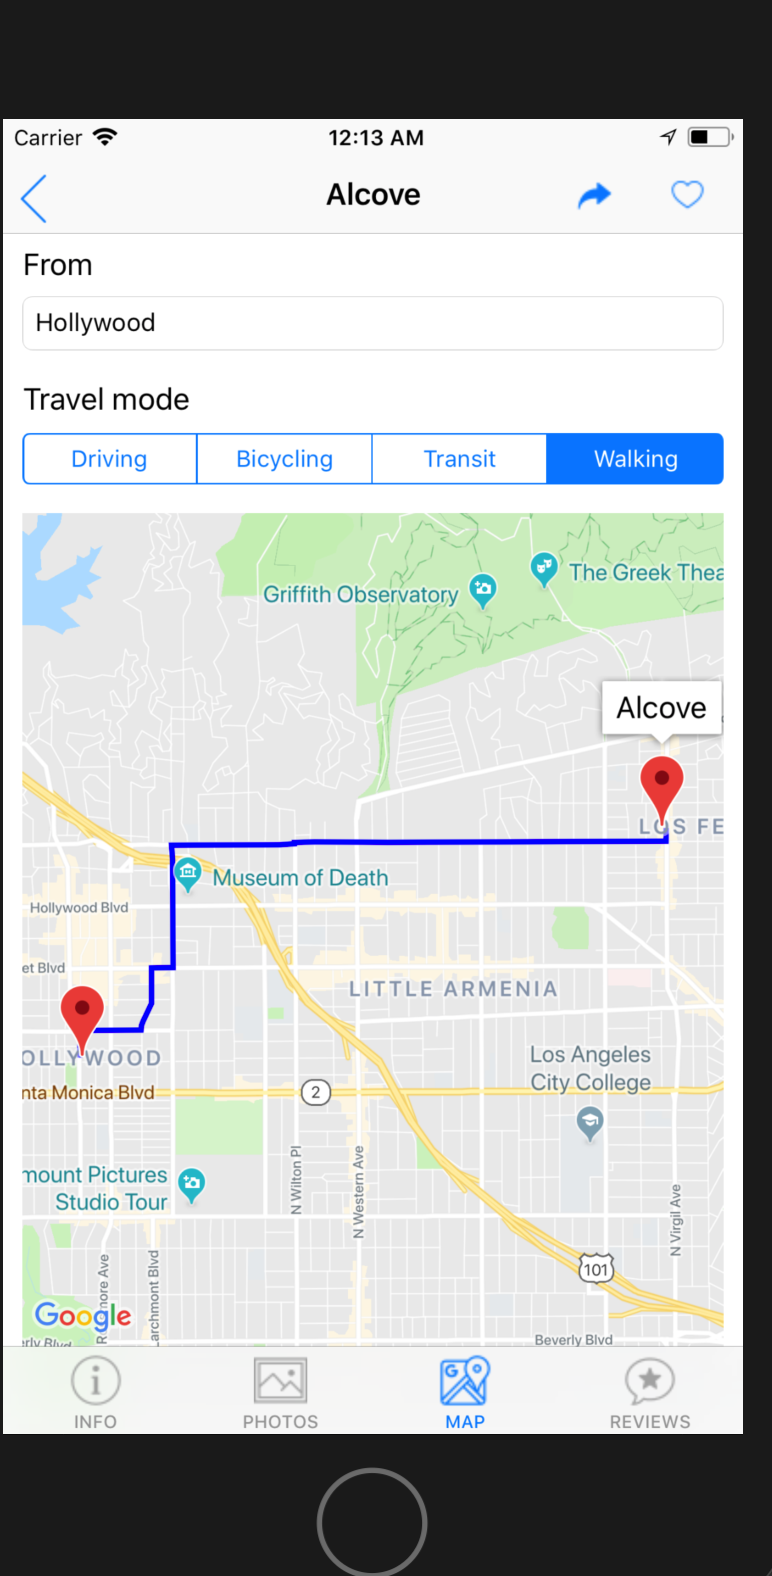 Carrier
12:13 AM
Alcove
From
Hollywood
Travel mode
Driving
Bicycling
Transit
Walking
Griffith Observatory
The Greek Thea
Alcove
LOS FE
Museum of Death
Hollywood Blvd
et Blvd
LITTLE ARMENIA
OLLYWOOD
Los Angeles
City College
nta Monica Blvd
2
mount Pictures
Studio Tour
N Wilton Pl
N Western Ave
N Virgil Ave
101
more Ave
archmont Blvd
Google
erly Blvd
Beverly Blvd
INFO
PHOTOS
G
MAP
REVIEWS